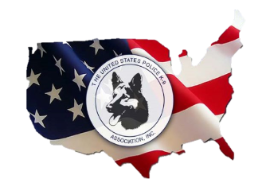 THE UNITED STATES POLICE K-9
ASSOCIATION, INC.